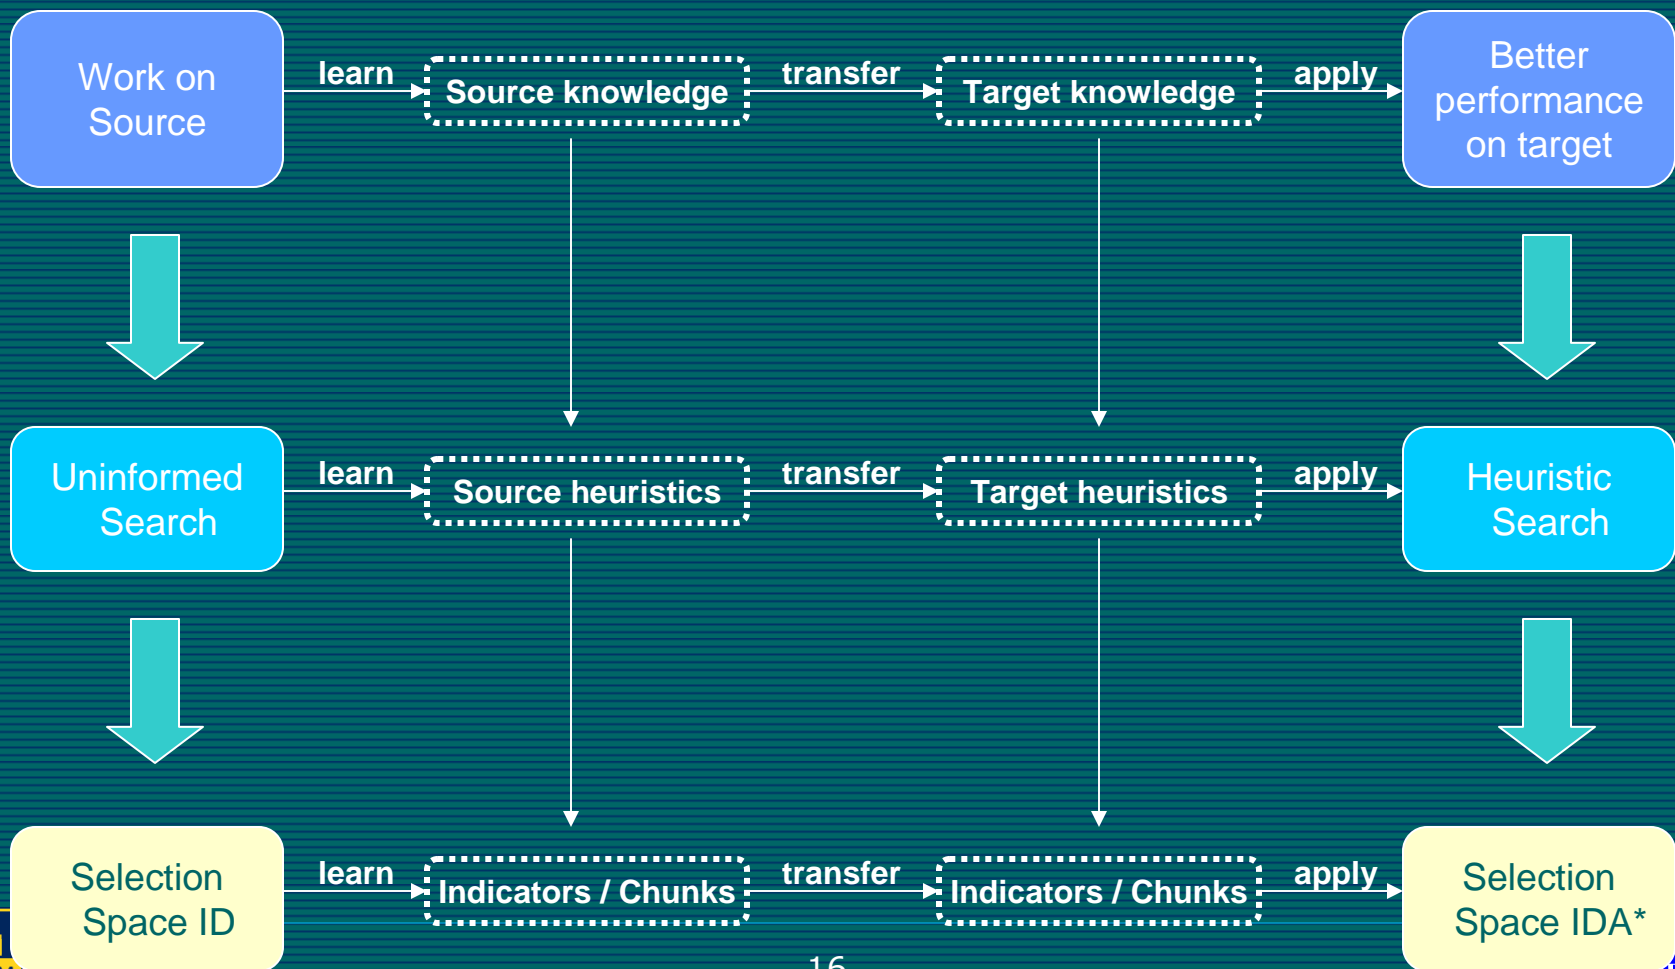 Work on
Source
learn
Source knowledge
transfer
Target knowledge
apply
Better
performance
on target
Uninformed
Search
learn
Source heuristics
transfer
Target heuristics
apply
Heuristic
Search
Selection
Space ID
learn
Indicators / Chunks
transfer
Indicators / Chunks
apply
Selection
Space IDA*
16